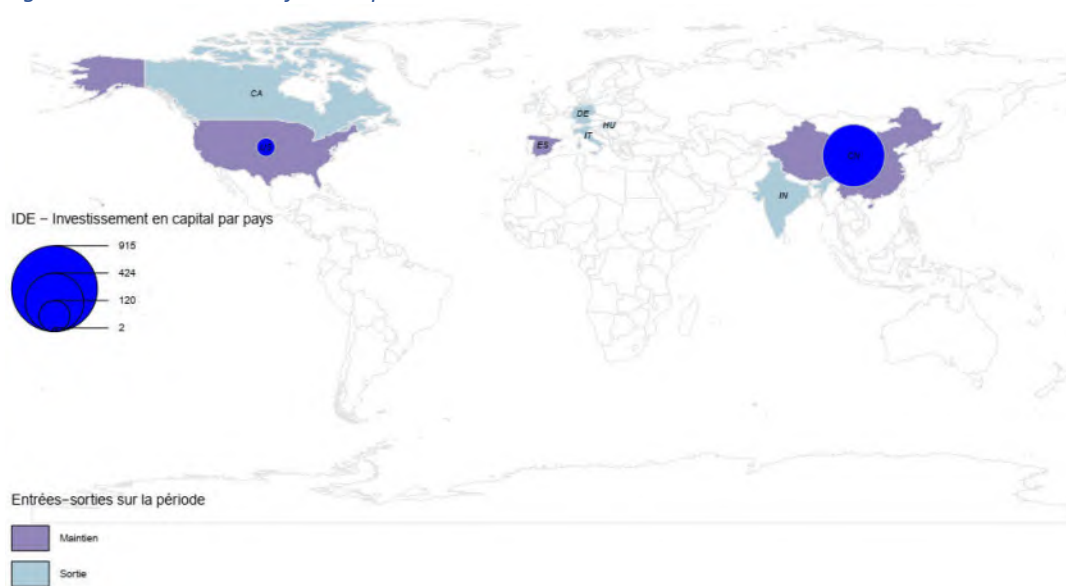 CA
DE
HU
IT
ES
IN
IDE – Investissement en capital par pays
915
424
120
2
Entrées–sorties sur la période
Maintien
Sortie